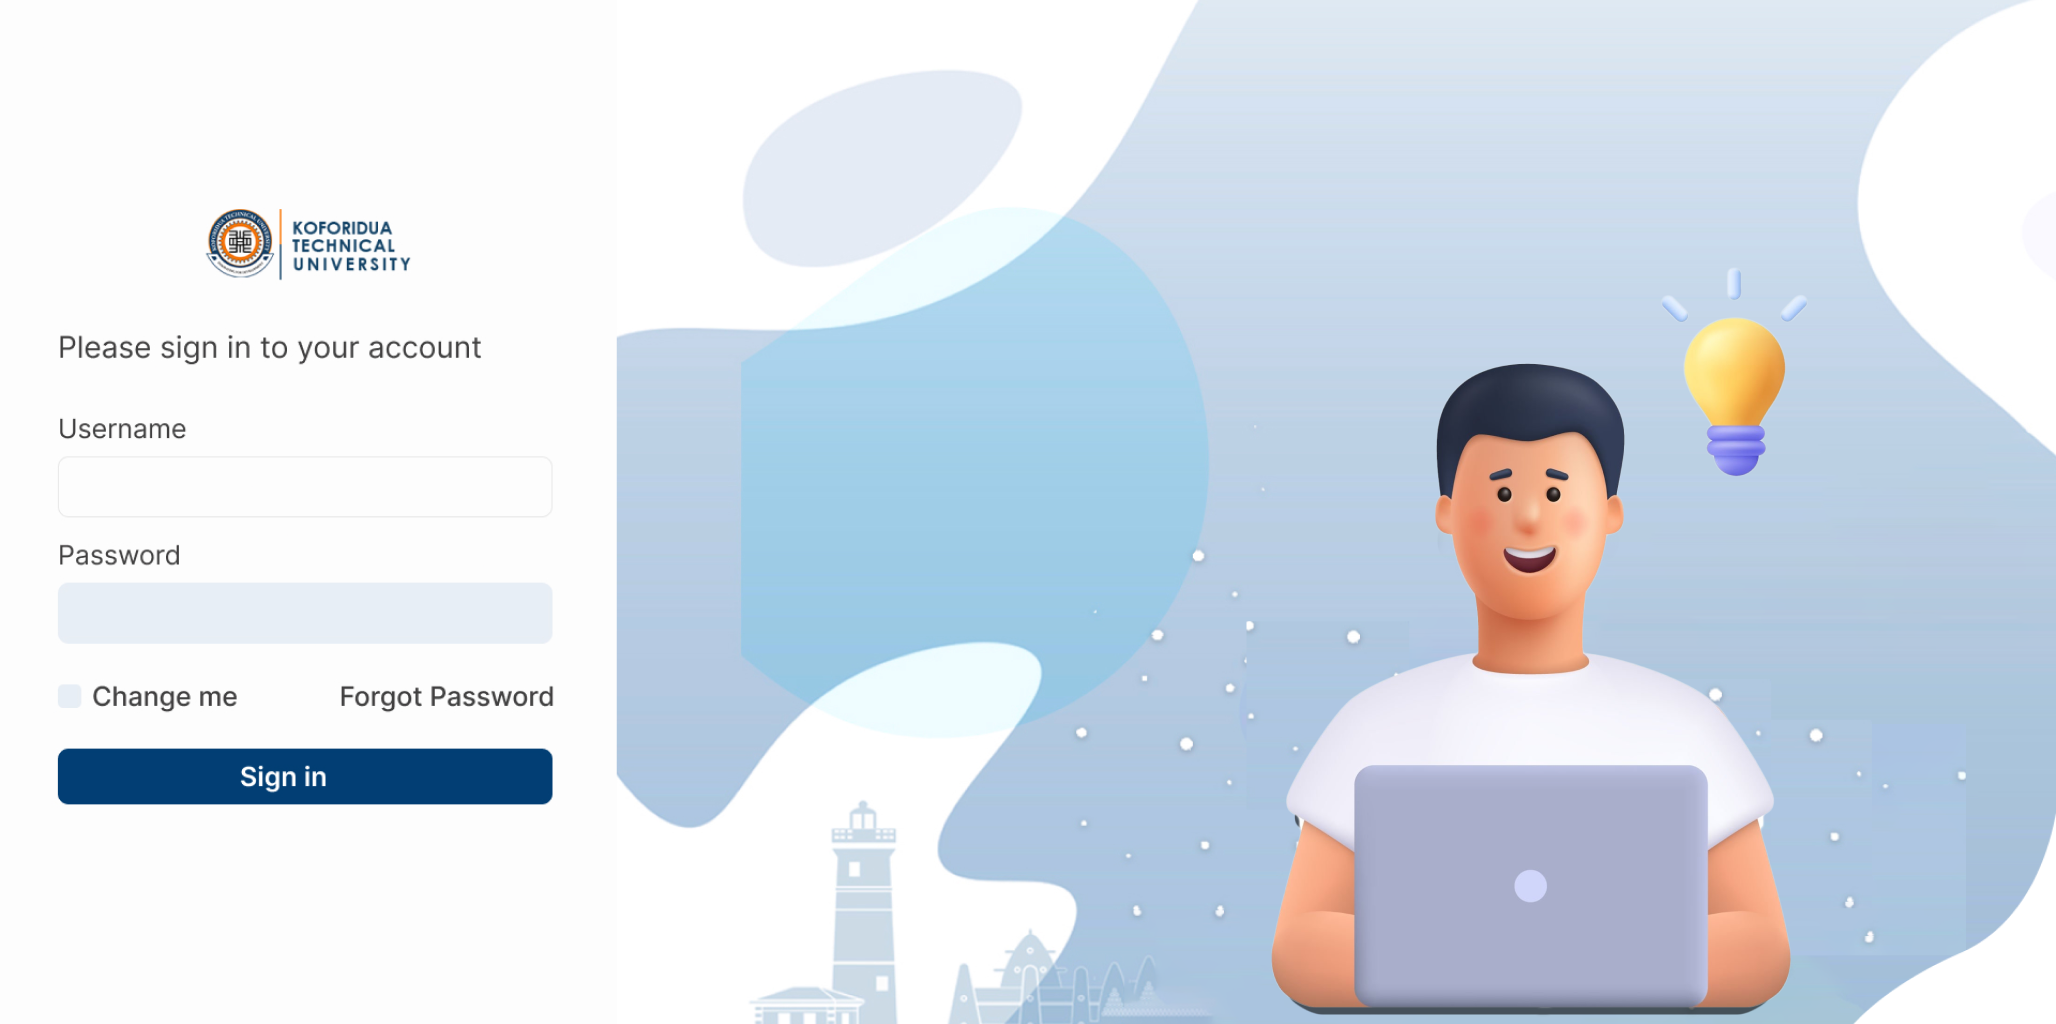 KOFORIDUA
TECHNICAL
UNIVERSITY
Please sign in to your account
Username
Password
Change me
Forgot Password
Sign in